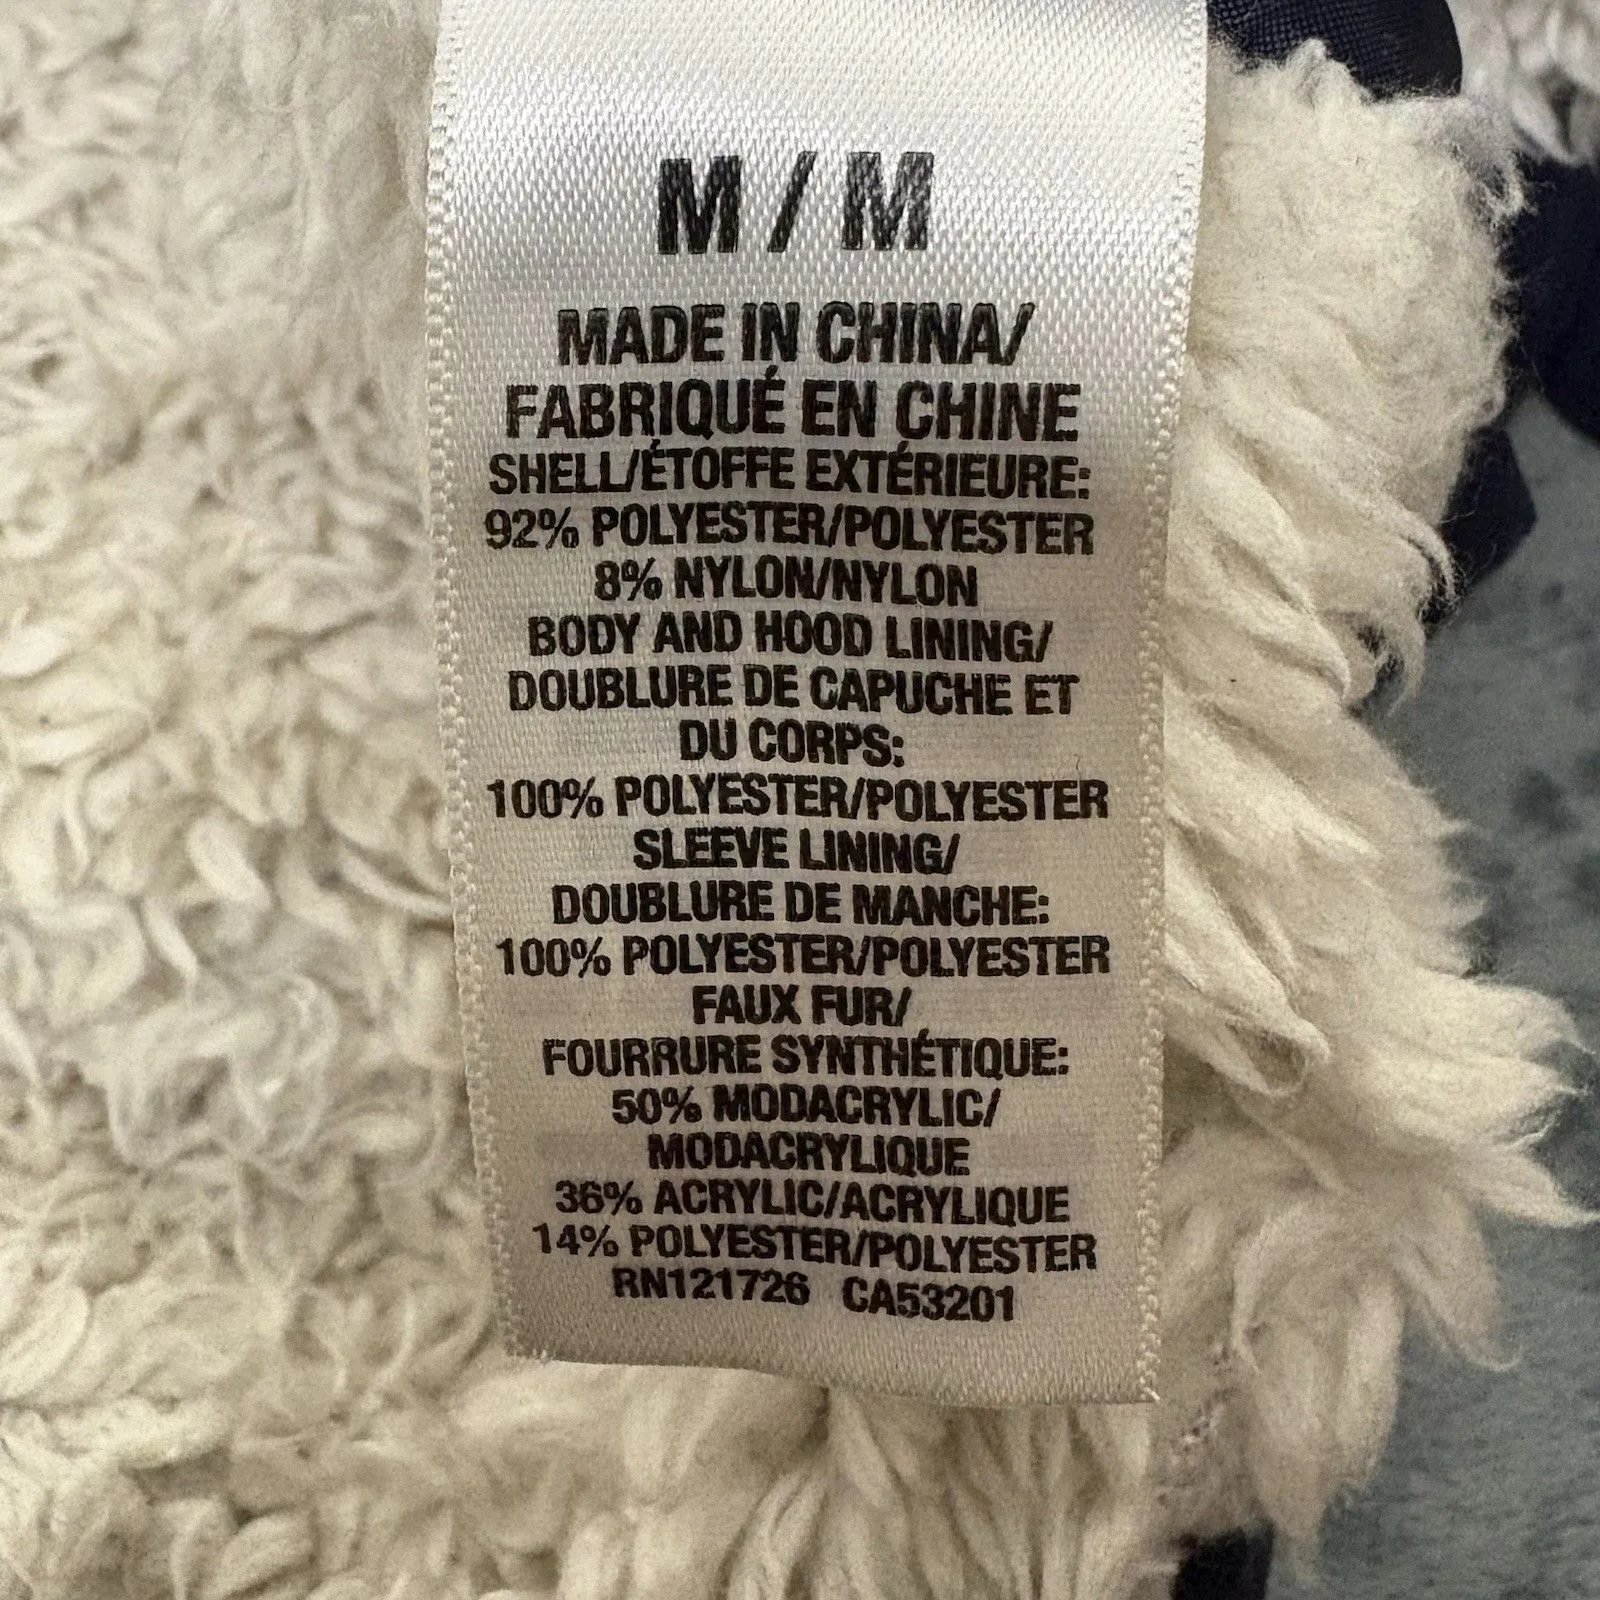 M / M
MADE IN CHINA/
FABRIQUÉ EN CHINE
SHELL/ÉTOFFE EXTÉRIEURE:
92% POLYESTER/POLYESTER
8% NYLON/NYLON
BODY AND HOOD LINING/
DOUBLURE DE CAPUCHE ET
DU CORPS:
100% POLYESTER/POLYESTER
SLEEVE LINING/
DOUBLURE DE MANCHE:
100% POLYESTER/POLYESTER
FAUX FUR/
FOURRURE SYNTHÉTIQUE:
50% MODACRYLIC/
MODACRYLIQUE
36% ACRYLIC/ACRYLIQUE
14% POLYESTER/POLYESTER
RN121726 CA53201